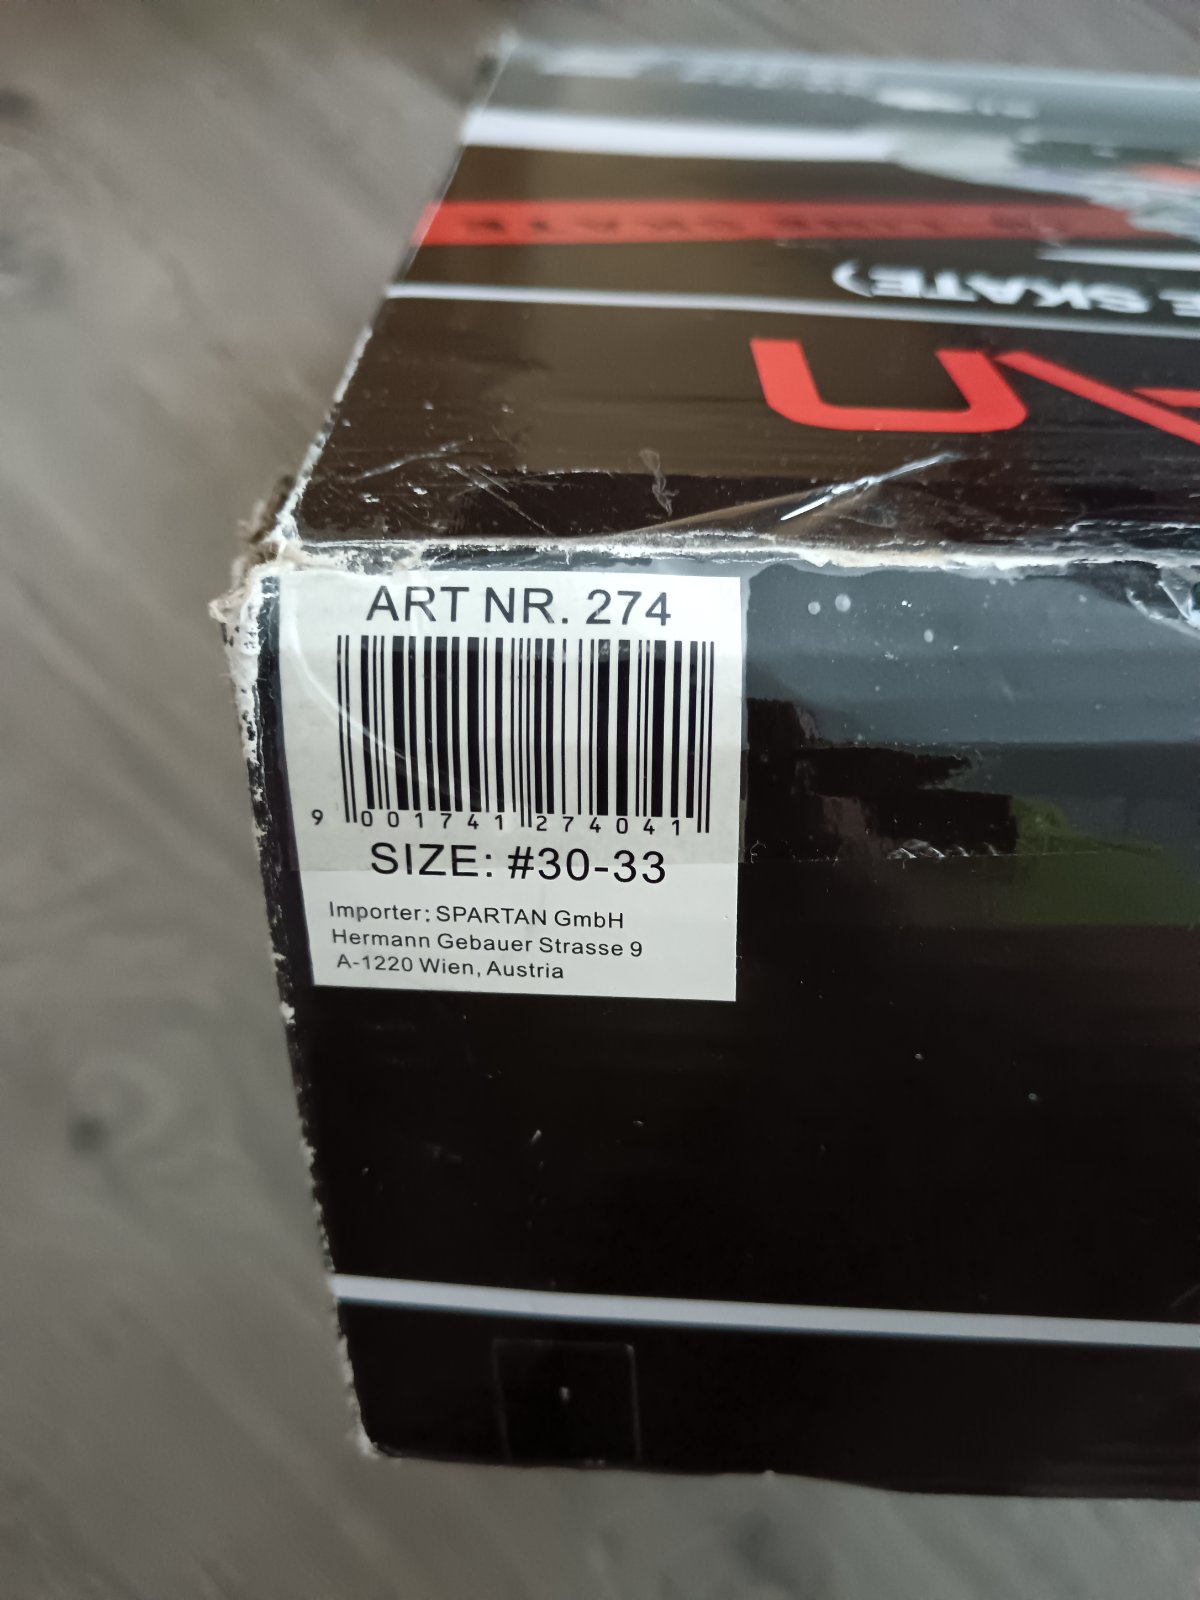 E SKATE)
ART NR. 274
9 001741 274041
SIZE: #30-33
Importer: SPARTAN GmbH
Hermann Gebauer Strasse 9
A-1220 Wien, Austria